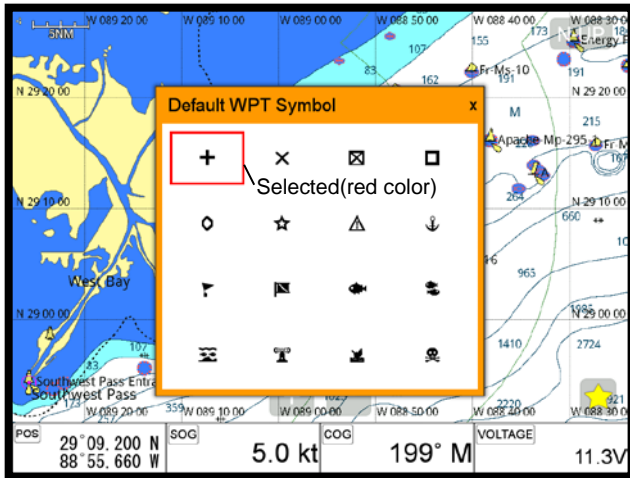 W 089 20 00 W 089 10 00 W 089 00 00 W 088 50 00 W 088 40 00 W 088 30 0
5NM
155
173
Energy F
107
83
162
Fr-Ms-10
191
191
N 29 20 00
N 29 20 00
Default WPT Symbol x
M
215
Apache-Mp-295
Selected(red color)
264
N 29 10 00
N 29 10 00
660
West Bay
965
N 29 00 00
N 29 00 00
107
1410
2724
83
Southwest Pass Entra
Southwest Pass
173
359
2220
W 089 20 00 W 089 10 00 W 089 00 00 W 088 50 00 W 088 40 00 W 088 30 0
POS 29°09.200 N
88°55.660 W
SOG 5.0 kt
COG 199° M
VOLTAGE 11.3V